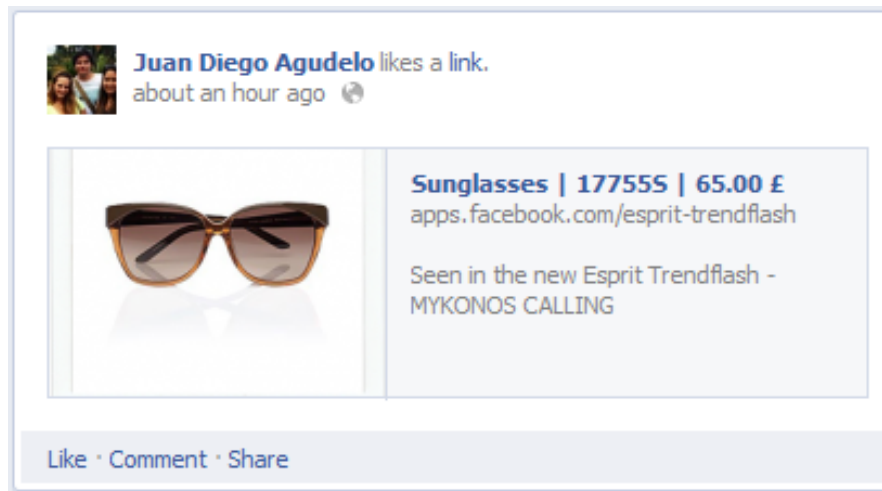 Juan Diego Agudelo likes a link.
about an hour ago
Sunglasses | 17755S | 65.00 £
apps.facebook.com/esprit-trendflash
Seen in the new Esprit Trendflash -
MYKONOS CALLING
Like · Comment · Share